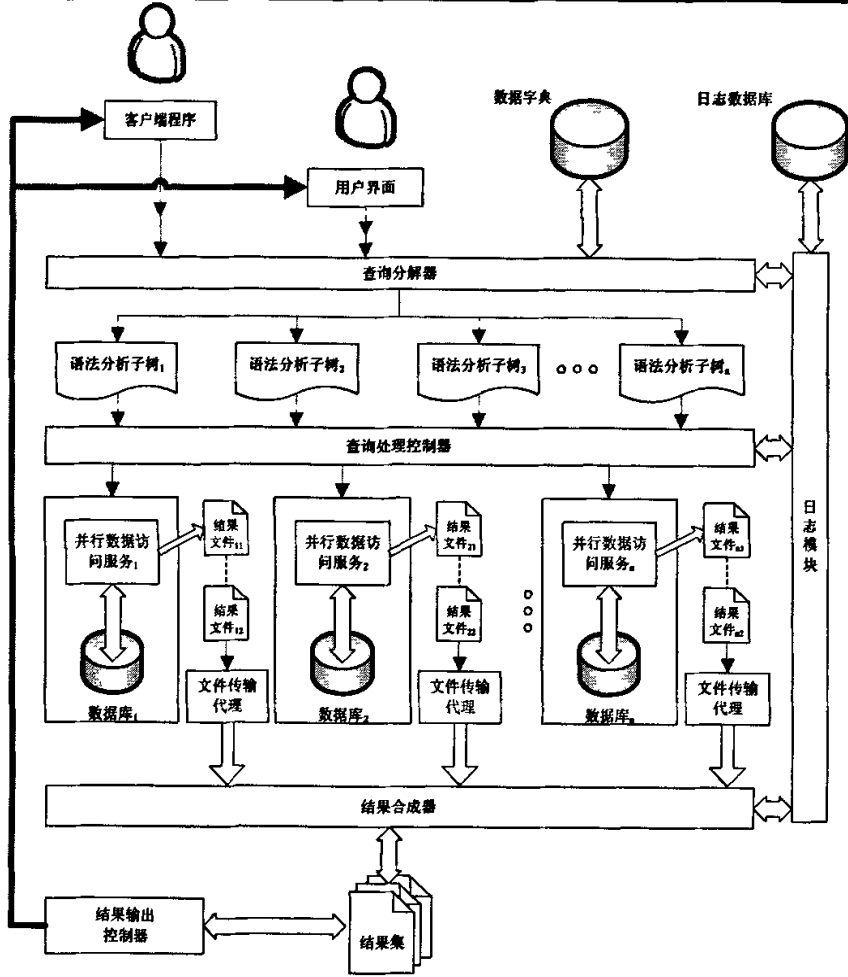 数据字典
日志数据库
客户端程序
用户界面
查询分解器
语法分析子树1
语法分析子树2
语法分析子树3
语法分析子树n
查询处理控制器
日志模块
并行数据访
问服务1
结果
文件11
结果
文件12
数据库1
文件传输
代理
并行数据访
问服务2
结果
文件21
结果
文件22
数据库2
文件传输
代理
并行数据访
问服务n
结果
文件n3
结果
文件n2
数据库n
文件传输
代理
结果合成器
结果输出
控制器
结果集